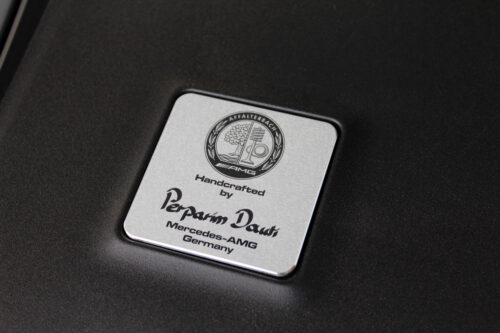 AFFALTERBACH
AMG
Handcrafted
by
Perparim Dauti
Mercedes-AMG
Germany